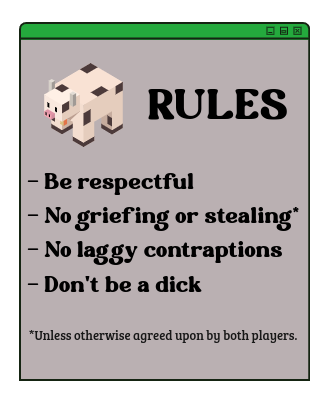 RULES
- Be respectful
- No griefing or stealing*
- No laggy contraptions
- Don't be a dick
*Unless otherwise agreed upon by both players.